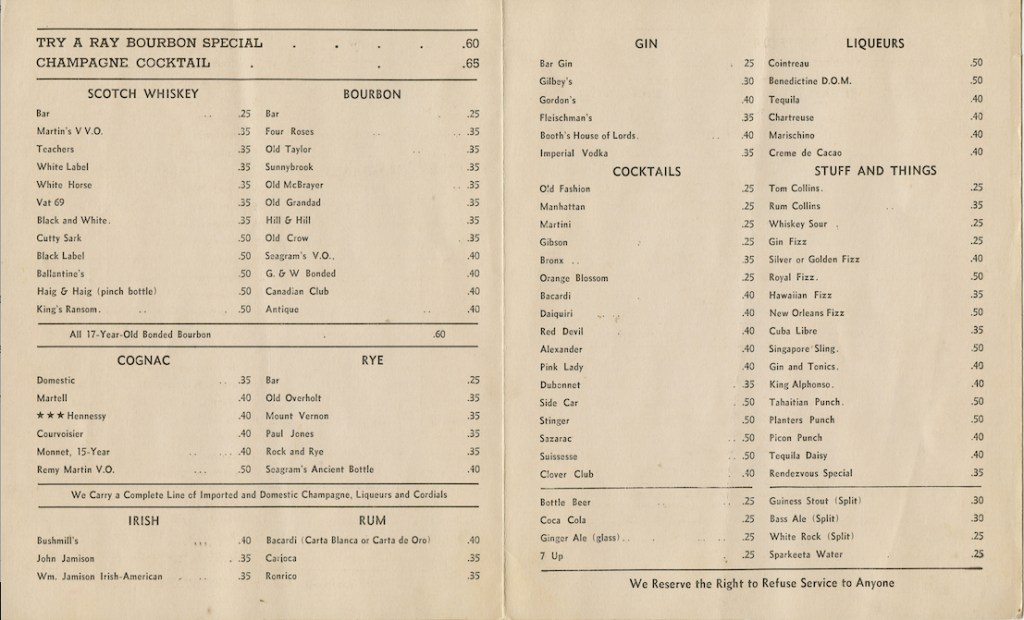 TRY A RAY BOURBON SPECIAL . . . . .60
CHAMPAGNE COCKTAIL . . .65
SCOTCH WHISKEY
Bar .25
Martin's V V.O. .35
Teachers .35
White Label .35
White Horse .35
Vat 69 .35
Black and White. .35
Cutty Sark .50
Black Label .50
Ballantine's .50
Haig & Haig (pinch bottle) .50
King's Ransom. .50
BOURBON
Bar .25
Four Roses .35
Old Taylor .35
Sunnybrook .35
Old McBrayer .35
Old Grandad .35
Hill & Hill .35
Old Crow .35
Seagram's V.O.. .40
G. & W Bonded .40
Canadian Club .40
Antique .40
All 17-Year-Old Bonded Bourbon .60
COGNAC
Domestic .35
Martell .40
★★★Hennessy .40
Courvoisier .40
Monnet, 15-Year .40
Remy Martin V.O. .50
RYE
Bar .25
Old Overholt .35
Mount Vernon .35
Paul Jones .35
Rock and Rye .35
Seagram's Ancient Bottle .40
We Carry a Complete Line of Imported and Domestic Champagne, Liqueurs and Cordials
IRISH
Bushmill's .40
John Jamison .35
Wm. Jamison Irish-American .35
RUM
Bacardi (Carta Blanca or Carta de Oro) .40
Carioca .35
Ronrico .35
GIN
Bar Gin .25
Gilbey's .30
Gordon's .40
Fleischman's .35
Booth's House of Lords. .40
Imperial Vodka .35
LIQUEURS
Cointreau .50
Benedictine D.O.M. .50
Tequila .40
Chartreuse .40
Marischino .40
Creme de Cacao .40
COCKTAILS
Old Fashion .25
Manhattan .25
Martini .25
Gibson .25
Bronx .35
Orange Blossom .25
Bacardi .40
Daiquiri .40
Red Devil .40
Alexander .40
Pink Lady .40
Dubonnet .35
Side Car .50
Stinger .50
Sazarac .50
Suissesse .50
Clover Club .40
STUFF AND THINGS
Tom Collins. .25
Rum Collins .35
Whiskey Sour .25
Gin Fizz .25
Silver or Golden Fizz .40
Royal Fizz. .50
Hawaiian Fizz .35
New Orleans Fizz .50
Cuba Libre .35
Singapore Sling. .50
Gin and Tonics. .40
King Alphonso. .40
Tahaitian Punch. .50
Planters Punch .50
Picon Punch .40
Tequila Daisy .40
Rendezvous Special .35
Bottle Beer .25
Coca Cola .25
Ginger Ale (glass).. .25
7 Up .25
Guiness Stout (Split) .30
Bass Ale (Split) .30
White Rock (Split) .25
Sparkeeta Water .25
We Reserve the Right to Refuse Service to Anyone